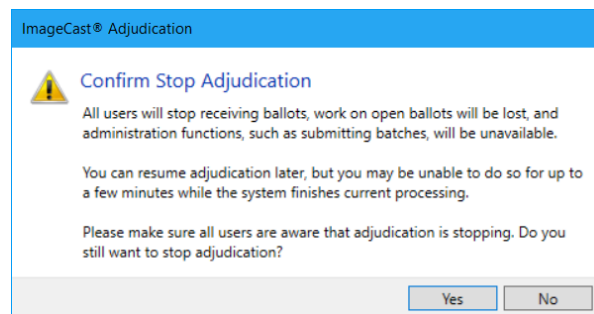 ImageCast® Adjudication
Confirm Stop Adjudication
All users will stop receiving ballots, work on open ballots will be lost, and
administration functions, such as submitting batches, will be unavailable.
You can resume adjudication later, but you may be unable to do so for up to
a few minutes while the system finishes current processing.
Please make sure all users are aware that adjudication is stopping. Do you
still want to stop adjudication?
Yes No